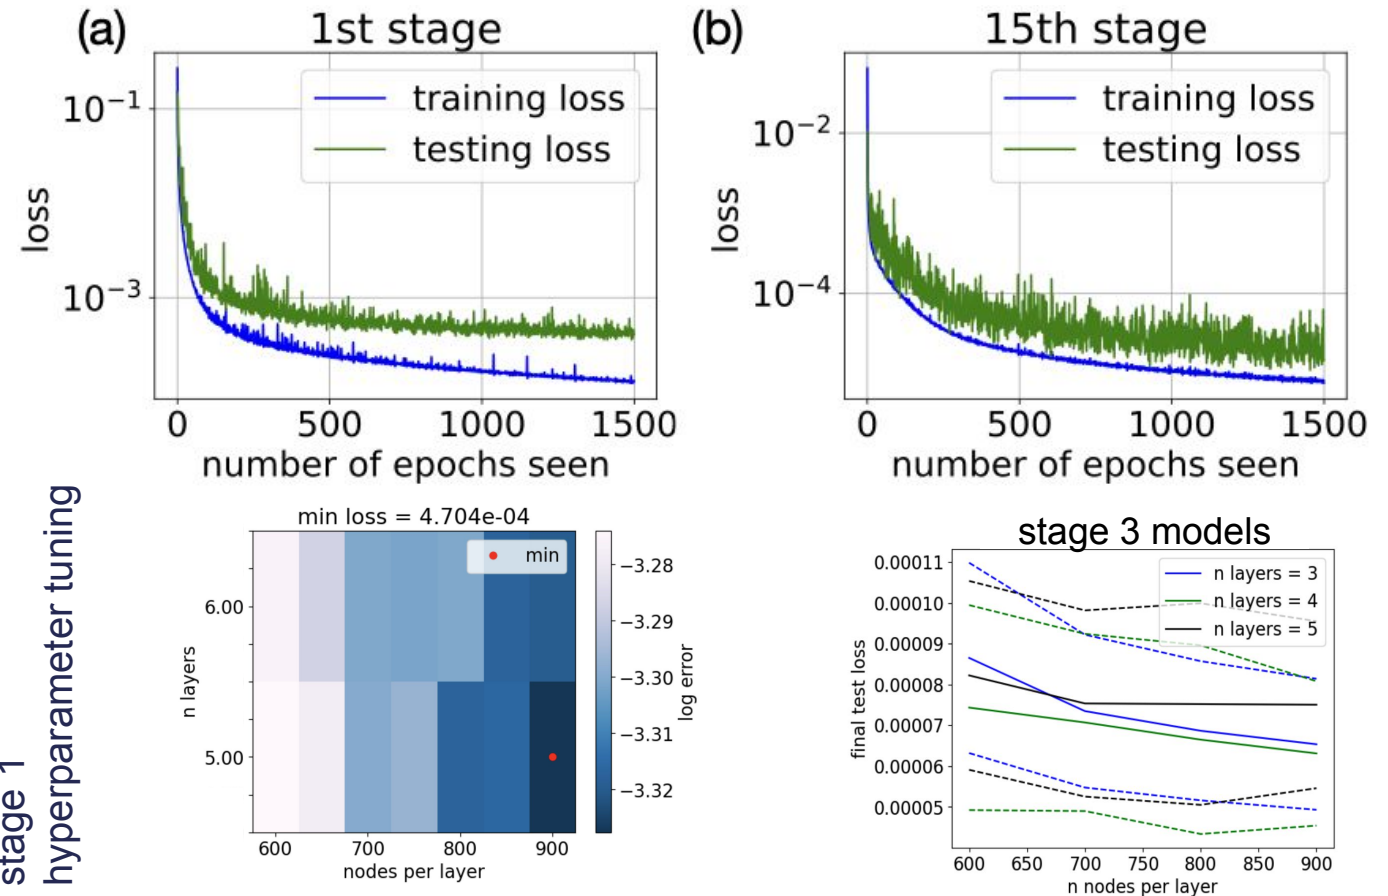 (a) 1st stage
training loss
testing loss
10^−1
10^−3
loss
0 500 1000 1500
number of epochs seen
(b) 15th stage
training loss
testing loss
10^−2
10^−4
loss
0 500 1000 1500
number of epochs seen
stage 1
hyperparameter tuning
min loss = 4.704e-04
min
6.00
5.00
n layers
600 700 800 900
nodes per layer
−3.28
−3.29
−3.30
−3.31
−3.32
log error
stage 3 models
n layers = 3
n layers = 4
n layers = 5
0.00011
0.00010
0.00009
0.00008
0.00007
0.00006
0.00005
final test loss
600 650 700 750 800 850 900
n nodes per layer